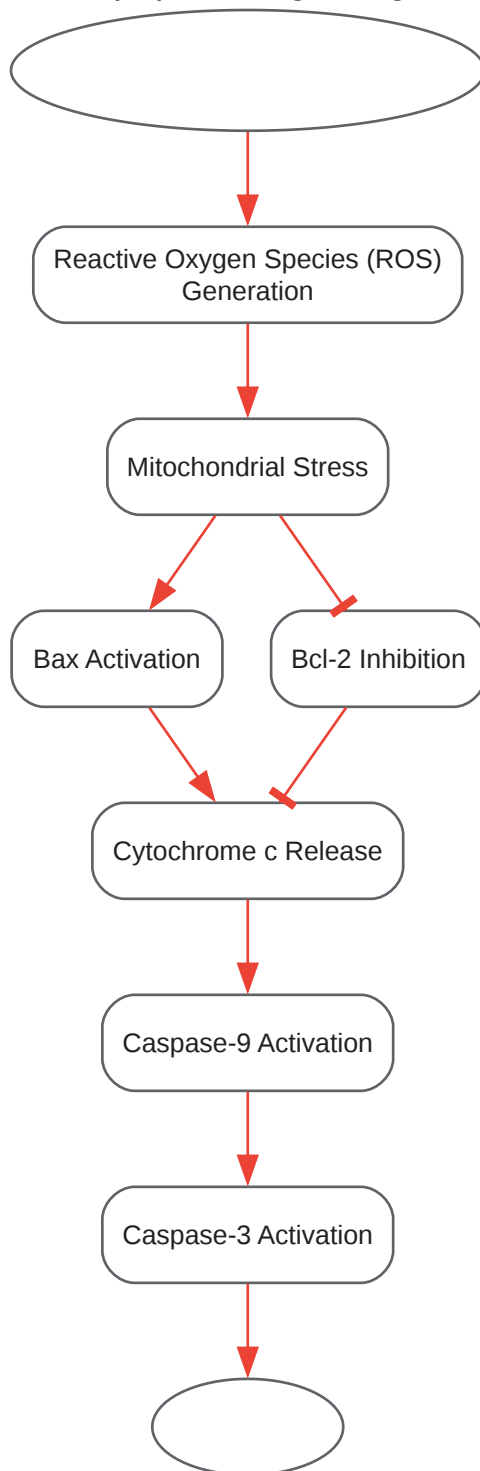 Reactive Oxygen Species (ROS)
Generation
Mitochondrial Stress
Bax Activation
Bcl-2 Inhibition
Cytochrome c Release
Caspase-9 Activation
Caspase-3 Activation